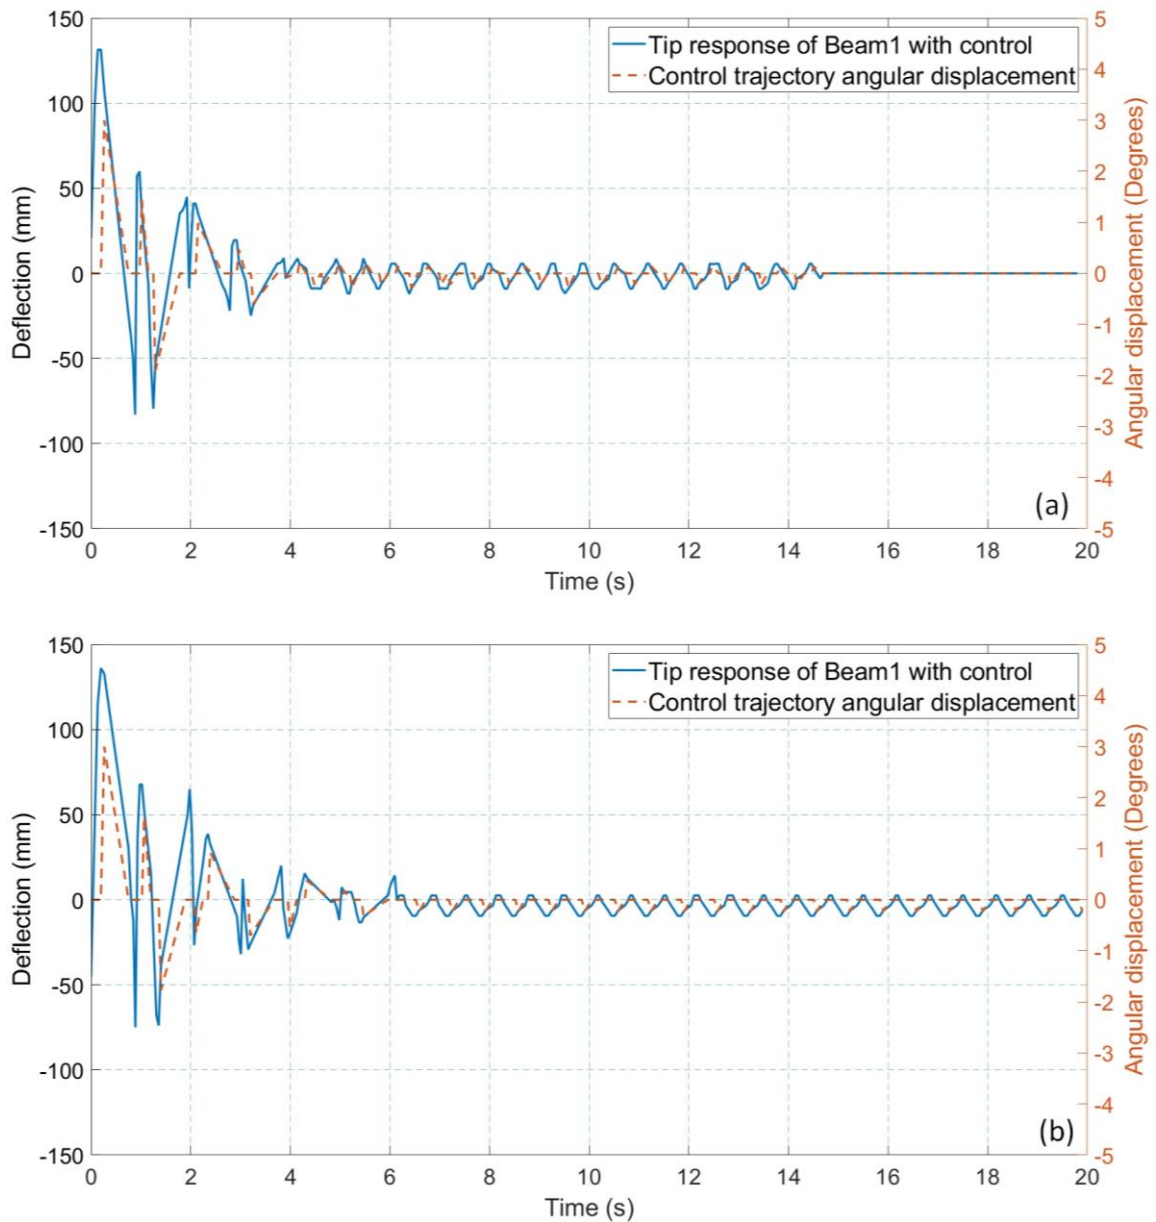 150
100
50
0
-50
-100
-150
Deflection (mm)
Tip response of Beam1 with control
Control trajectory angular displacement
5
4
3
2
1
0
-1
-2
-3
-4
-5
Angular displacement (Degrees)
(a)
0 2 4 6 8 10 12 14 16 18 20
Time (s)
150
100
50
0
-50
-100
-150
Deflection (mm)
Tip response of Beam1 with control
Control trajectory angular displacement
5
4
3
2
1
0
-1
-2
-3
-4
-5
Angular displacement (Degrees)
(b)
0 2 4 6 8 10 12 14 16 18 20
Time (s)